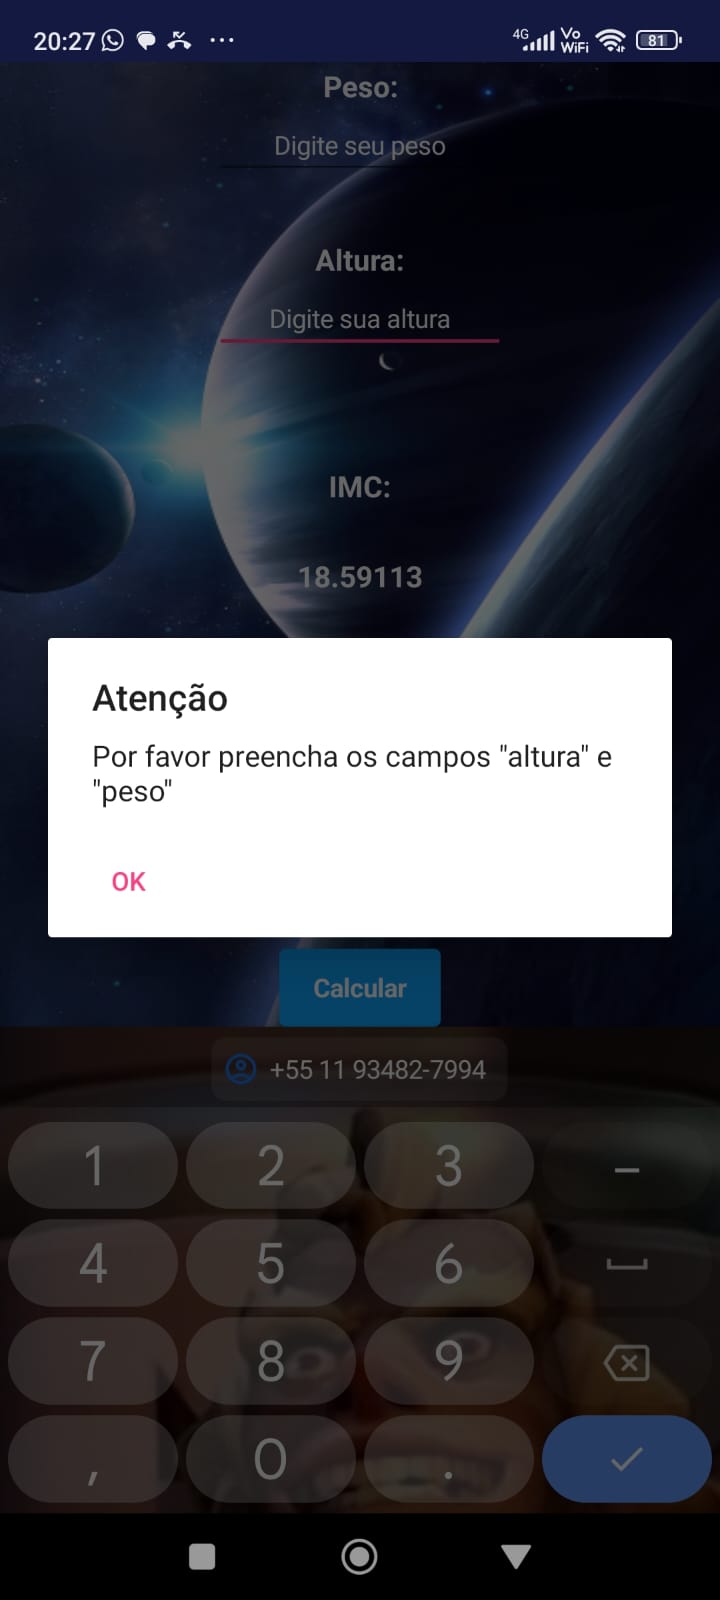 20:27 4G Vo WiFi 81
Peso:
Digite seu peso
Altura:
Digite sua altura
IMC:
18.59113
Atenção
Por favor preencha os campos "altura" e
"peso"
OK
Calcular
+55 11 93482-7994
1 2 3 –
4 5 6
7 8 9
, 0 .